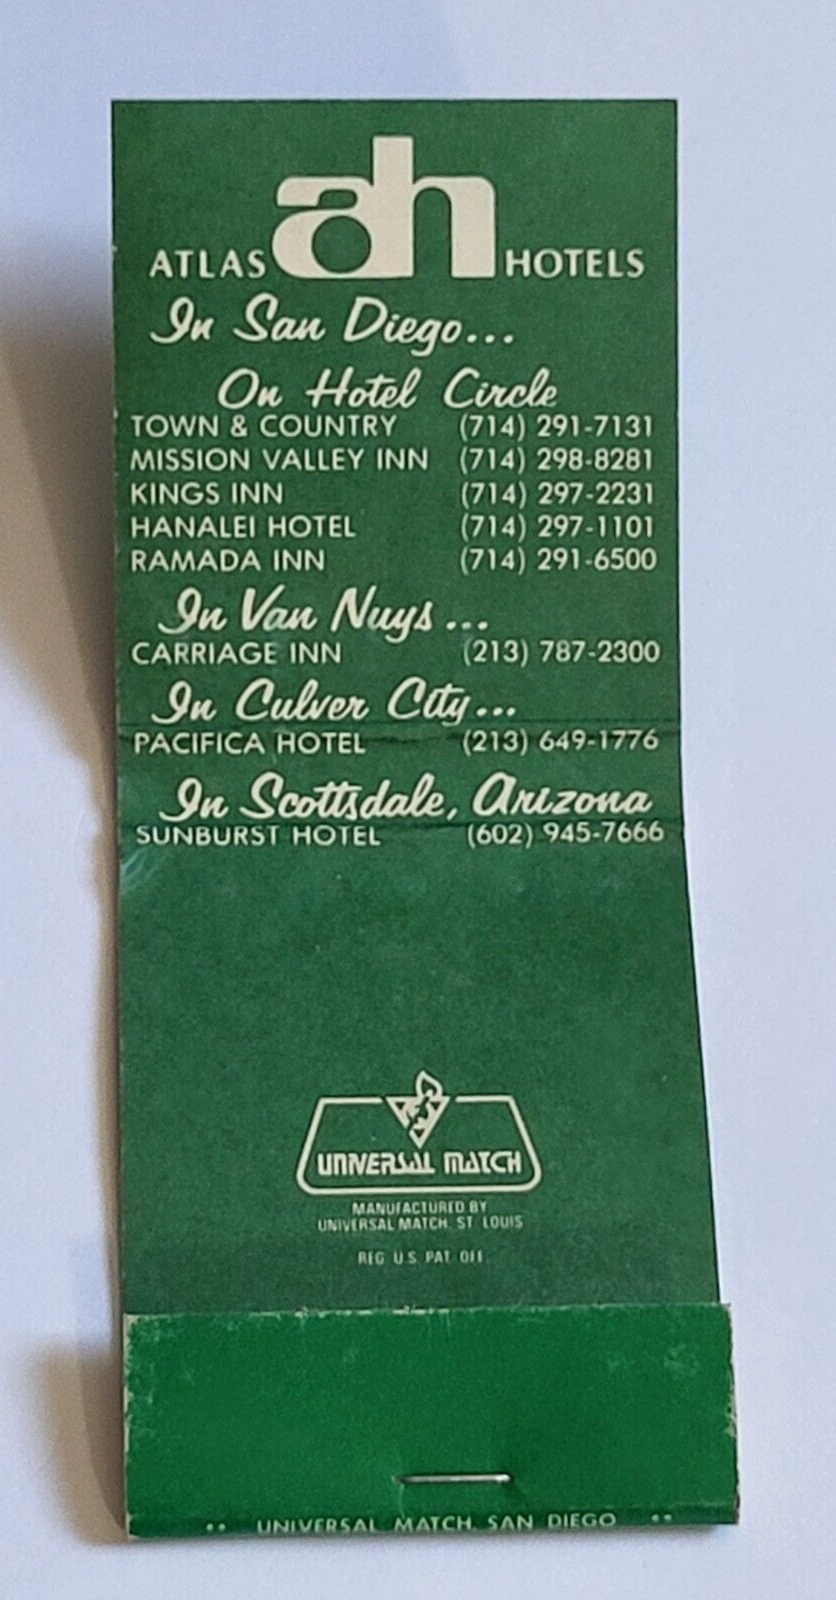 ATLAS ah HOTELS
In San Diego...
On Hotel Circle
TOWN & COUNTRY (714) 291-7131
MISSION VALLEY INN (714) 298-8281
KINGS INN (714) 297-2231
HANALEI HOTEL (714) 297-1101
RAMADA INN (714) 291-6500
In Van Nuys...
CARRIAGE INN (213) 787-2300
In Culver City...
PACIFICA HOTEL (213) 649-1776
In Scottsdale, Arizona
SUNBURST HOTEL (602) 945-7666
UNIVERSAL MATCH
MANUFACTURED BY
UNIVERSAL MATCH, ST. LOUIS
REG. U.S. PAT. OFF.
UNIVERSAL MATCH, SAN DIEGO